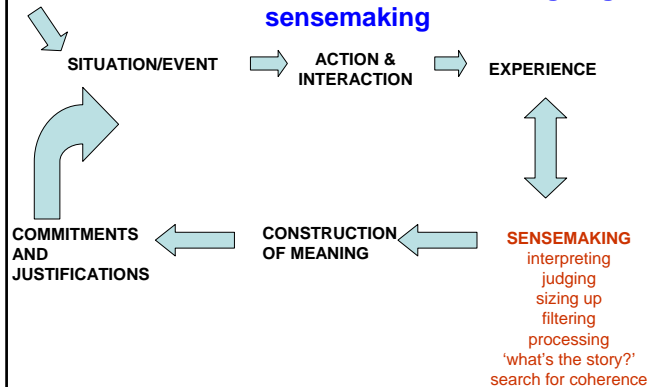 sensemaking
SITUATION/EVENT
ACTION &
INTERACTION
EXPERIENCE
COMMITMENTS
AND
JUSTIFICATIONS
CONSTRUCTION
OF MEANING
SENSEMAKING
interpreting
judging
sizing up
filtering
processing
‘what’s the story?’
search for coherence